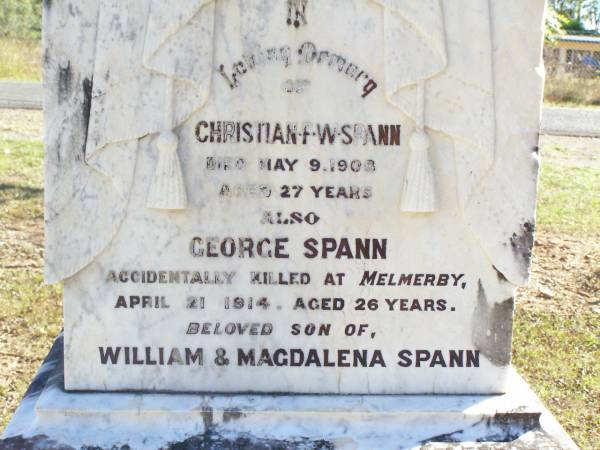 IN
Loving Memory
OF
CHRISTIAN·F·W·SPANN
DIED MAY 9.1908
AGED 27 YEARS
ALSO
GEORGE SPANN
ACCIDENTALLY KILLED AT MELMERBY,
APRIL 21 1914. AGED 26 YEARS.
BELOVED SON OF,
WILLIAM & MAGDALENA SPANN